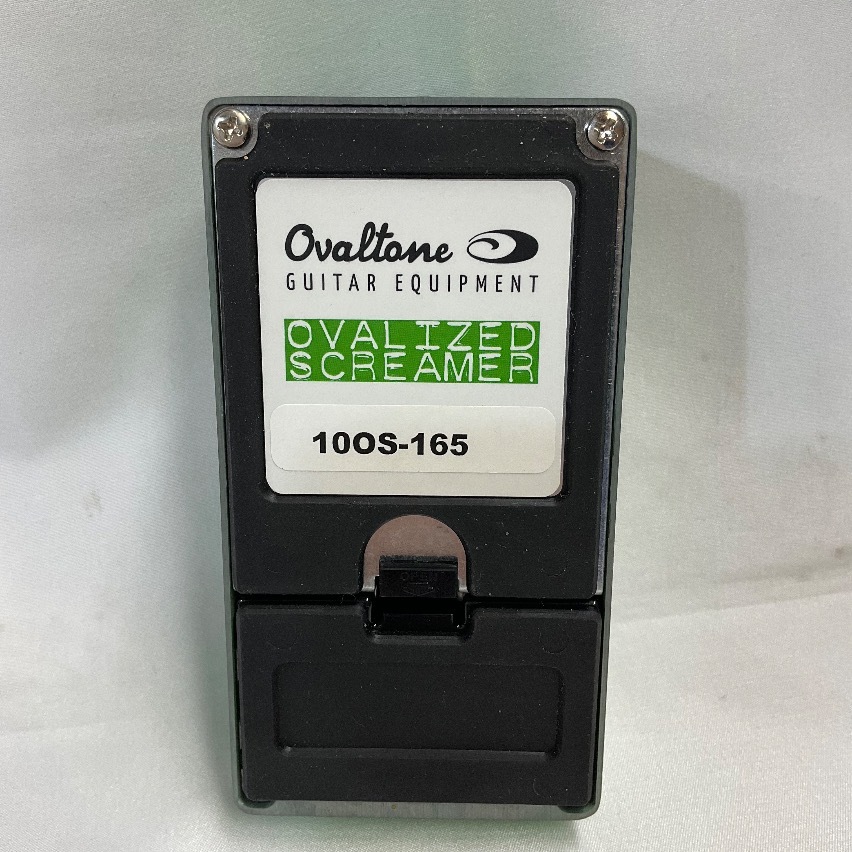 Ovaltone
GUITAR EQUIPMENT
OVALIZED
SCREAMER
10OS-165